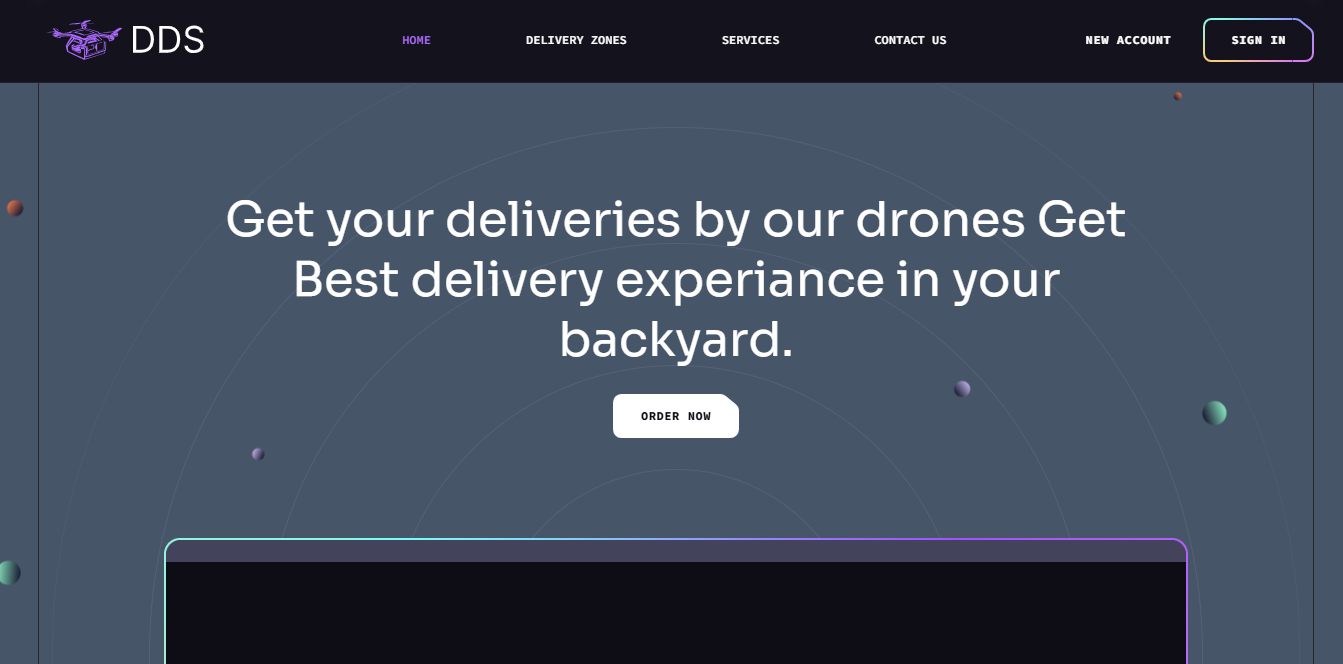 DDS
HOME DELIVERY ZONES SERVICES CONTACT US NEW ACCOUNT SIGN IN
Get your deliveries by our drones Get
Best delivery experiance in your
backyard.
ORDER NOW